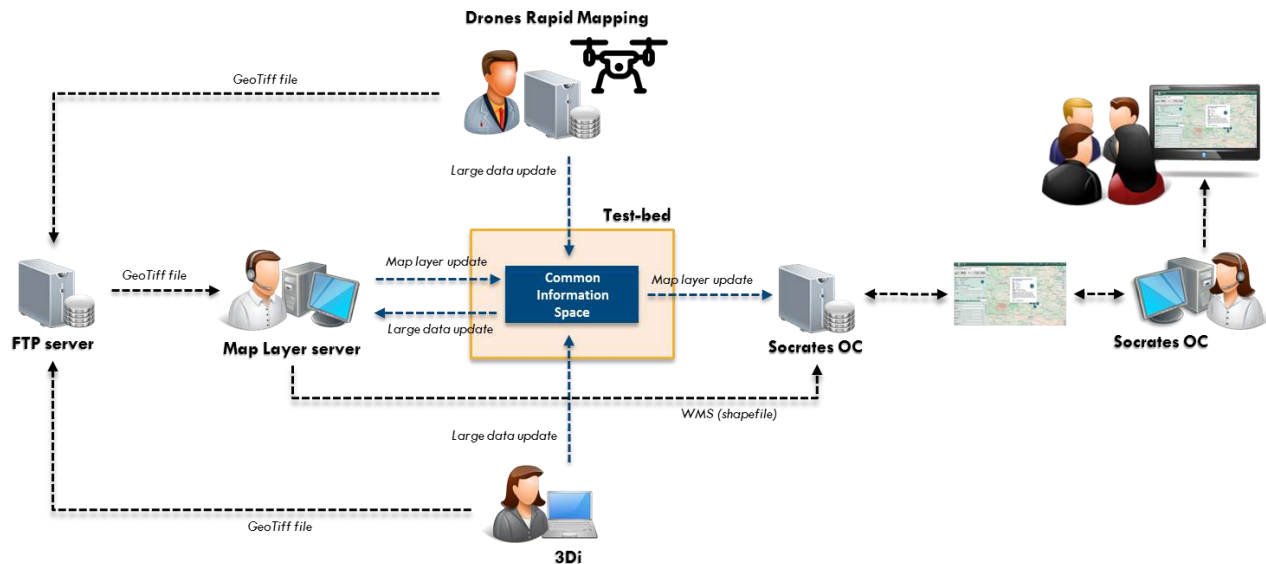 Drones Rapid Mapping
GeoTiff file
Large data update
Test-bed
GeoTiff file
Map layer update
Common
Information
Space
Map layer update
Large data update
FTP server
Map Layer server
Socrates OC
Socrates OC
WMS (shapefile)
Large data update
GeoTiff file
3Di